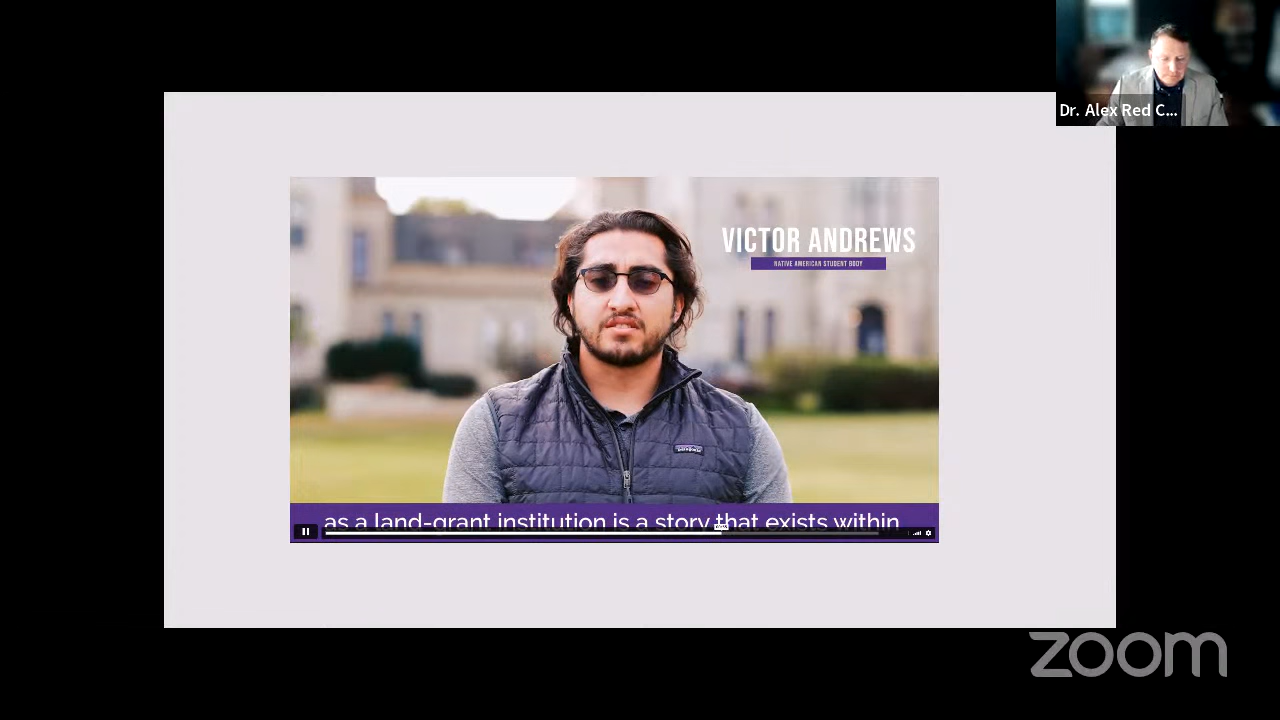 Dr. Alex Red C...
VICTOR ANDREWS
NATIVE AMERICAN STUDENT BODY
patagonia
as a land-grant institution is a story that exists within
zoom